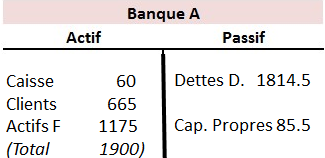 Banque A
Actif Passif
Caisse 60 Dettes D. 1814.5
Clients 665
Actifs F 1175 Cap. Propres 85.5
(Total 1900)